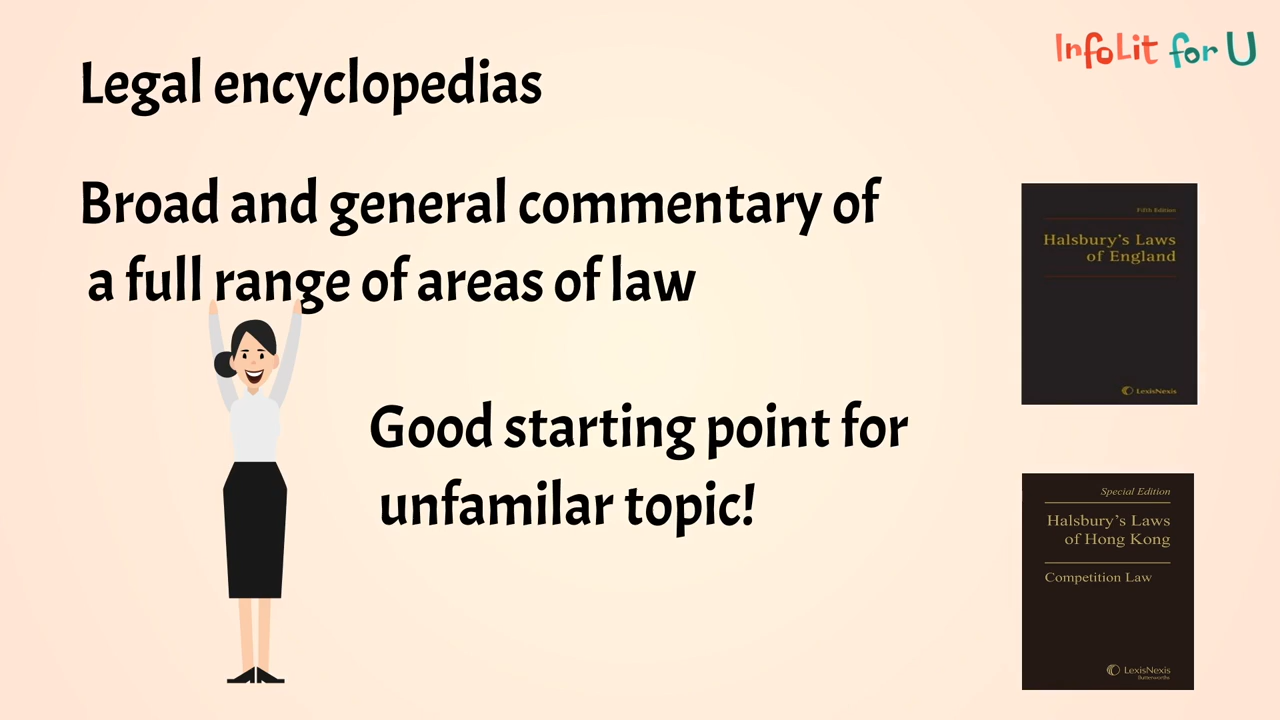 InfoLit for U
Legal encyclopedias
Broad and general commentary of
a full range of areas of law
Good starting point for
unfamilar topic!
Fifth Edition
Halsbury's Laws
of England
LexisNexis
Special Edition
Halsbury's Laws
of Hong Kong
Competition Law
LexisNexis
Butterworths